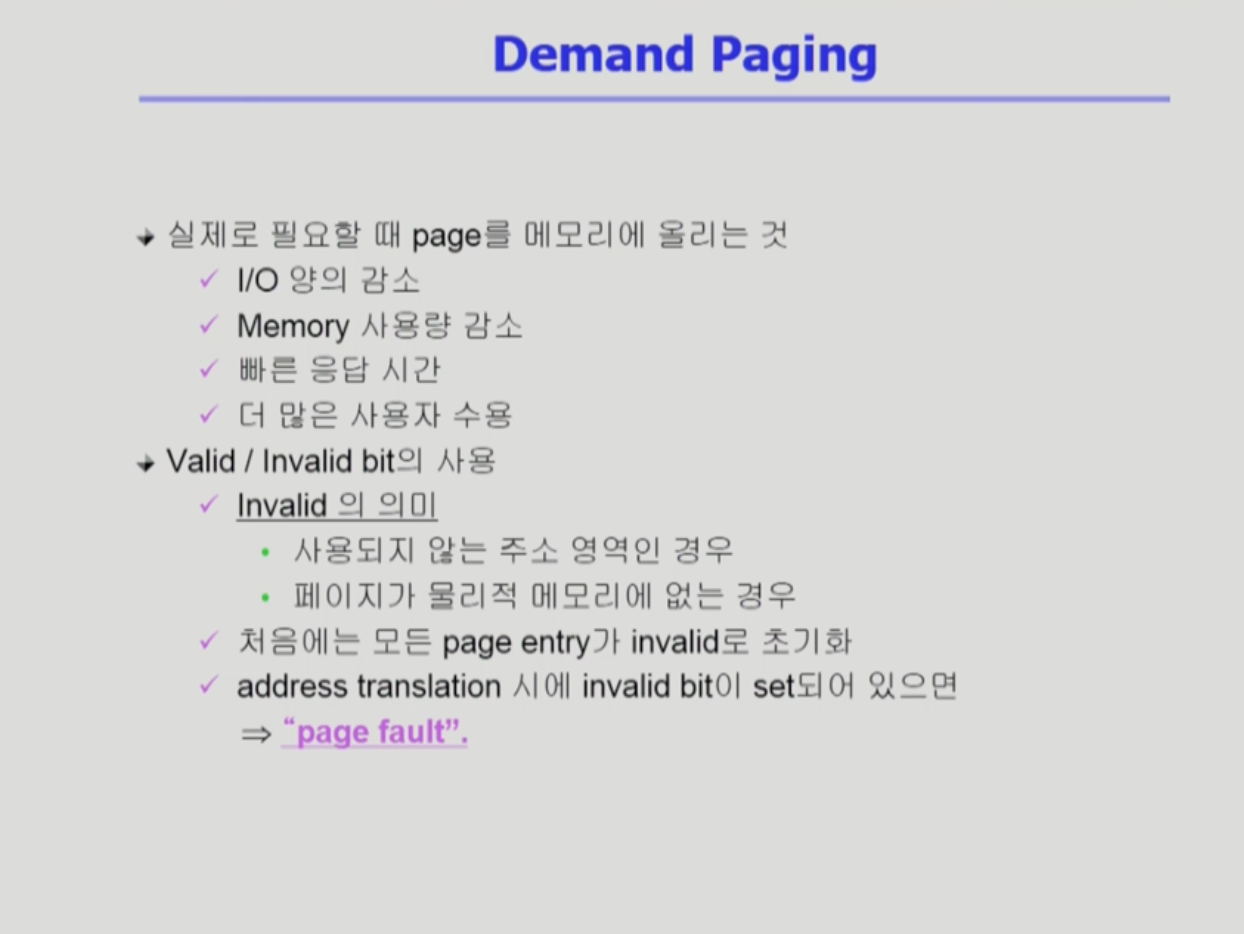 Demand Paging
실제로 필요할 때 page를 메모리에 올리는 것
✓ I/O 양의 감소
✓ Memory 사용량 감소
✓ 빠른 응답 시간
✓ 더 많은 사용자 수용
Valid / Invalid bit의 사용
✓ Invalid 의 의미
• 사용되지 않는 주소 영역인 경우
• 페이지가 물리적 메모리에 없는 경우
✓ 처음에는 모든 page entry가 invalid로 초기화
✓ address translation 시에 invalid bit이 set되어 있으면
⇒ “page fault”.